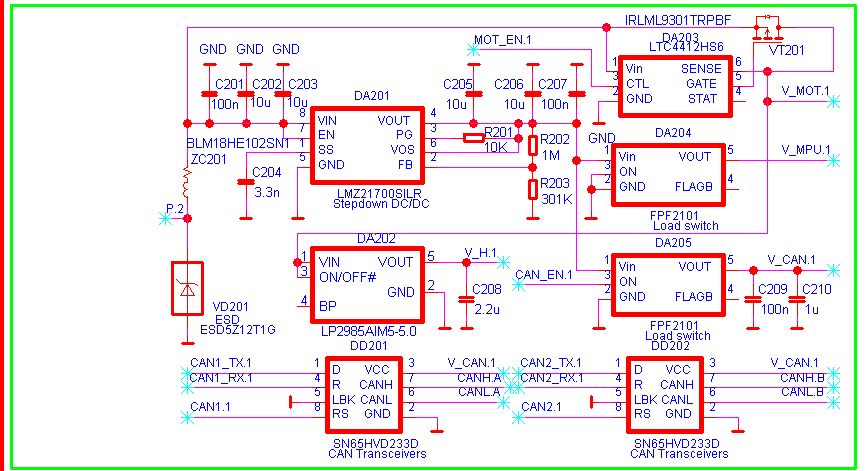 IRLML9301TRPBF
MOT_EN.1
DA203
LTC4412HS6
VT201
GND GND GND
1 Vin SENSE 6
CTL GATE 5
2 GND STAT 4
V_MOT.1
C201 100n
C202 10u
C203 10u
C205 10u
C206 10u
C207 100n
DA201
8 VIN VOUT 4
7 EN PG 3
1 SS VOS 6
5 GND FB 2
LMZ21700SILR
Stepdown DC/DC
BLM18HE102SN1
ZC201
C204
3.3n
R201
10K
R202
1M
R203
301K
GND
DA204
1 Vin VOUT 5
3 ON
2 GND FLAGB 4
V_MPU.1
FPF2101
Load switch
P.2
DA202
1 VIN VOUT 5
3 ON/OFF#
GND 2
4 BP
LP2985AIM5-5.0
V_H.1
C208
2.2u
CAN_EN.1
DA205
1 Vin VOUT 5
3 ON
2 GND FLAGB 4
V_CAN.1
C209
100n
C210
1u
FPF2101
Load switch
VD201
ESD
ESD5Z12T1G
DD201
CAN1_TX.1 1 D VCC 3 V_CAN.1
CAN1_RX.1 4 R CANH 7 CANH.A
5 LBK CANL 6 CANL.A
CAN1.1 8 RS GND 2
SN65HVD233D
CAN Transceivers
DD202
CAN2_TX.1 1 D VCC 3 V_CAN.1
CAN2_RX.1 4 R CANH 7 CANH.B
5 LBK CANL 6 CANL.B
CAN2.1 8 RS GND 2
SN65HVD233D
CAN Transceivers